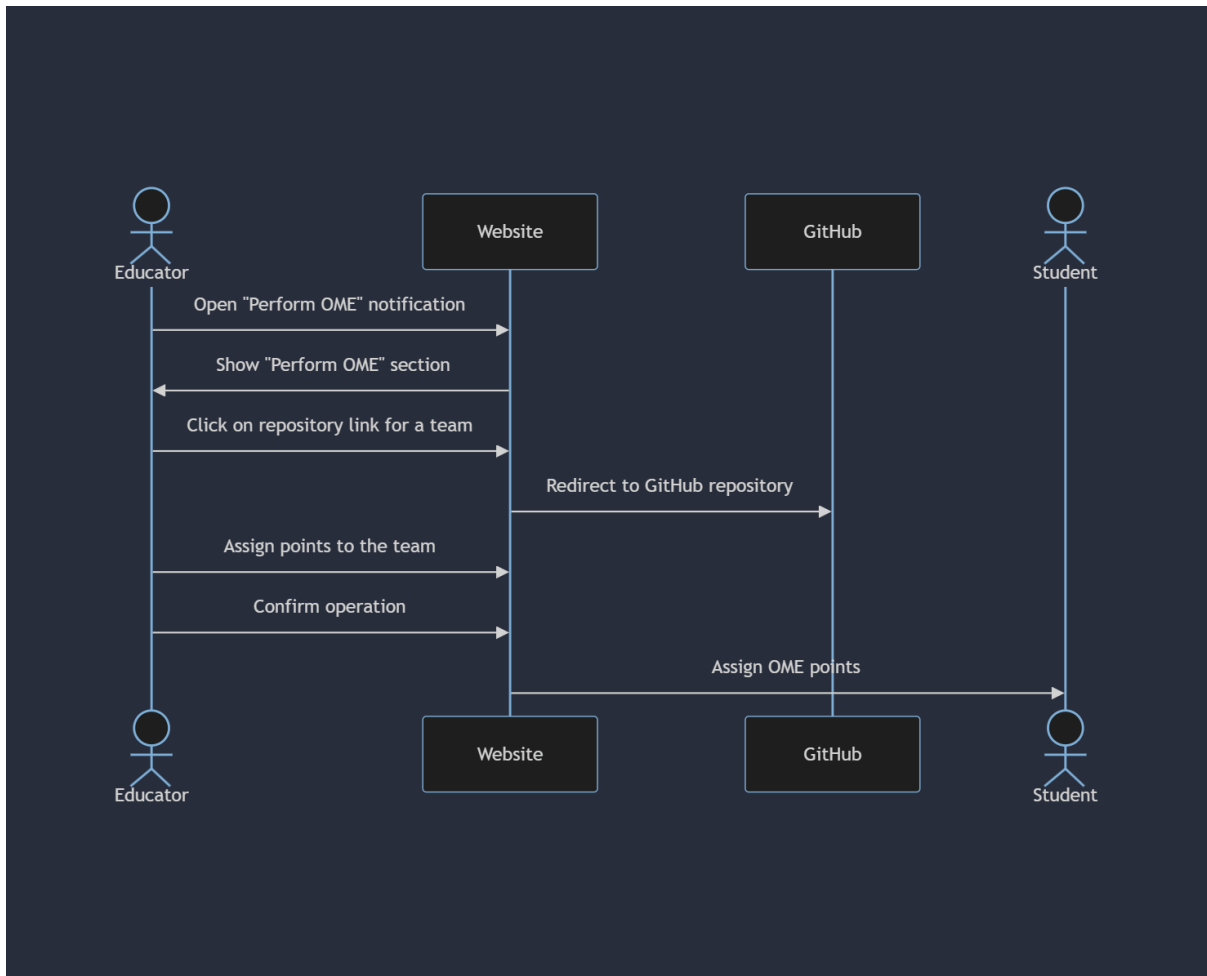 Website
GitHub
Educator
Student
Open "Perform OME" notification
Show "Perform OME" section
Click on repository link for a team
Redirect to GitHub repository
Assign points to the team
Confirm operation
Assign OME points
Website
GitHub
Educator
Student